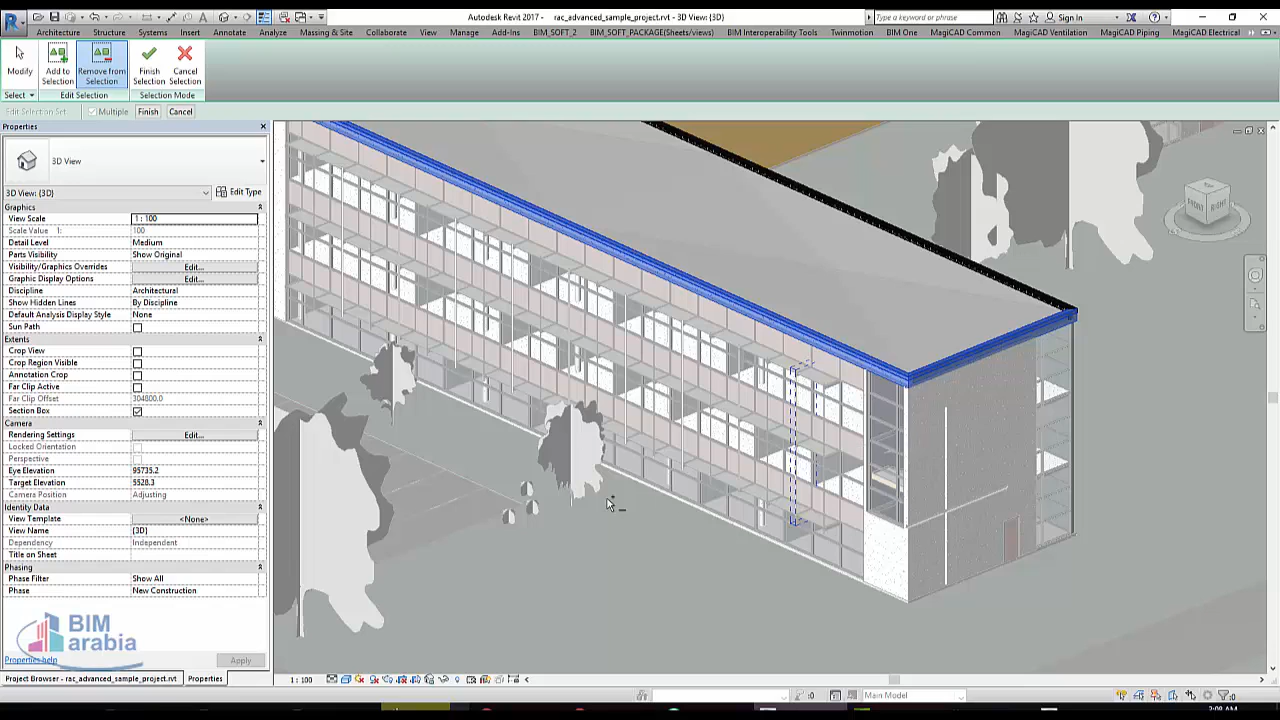 Autodesk Revit 2017 - rac_advanced_sample_project.rvt - 3D View: {3D}
Type a keyword or phrase
Sign In
Architecture Structure Systems Insert Annotate Analyze Massing & Site Collaborate View Manage Add-Ins BIM_SOFT_2 BIM_SOFT_PACKAGE(Sheets/views) BIM Interoperability Tools Twinmotion BIM One MagiCAD Common MagiCAD Ventilation MagiCAD Piping MagiCAD Electrical
Modify Add to Selection Remove from Selection Finish Selection Cancel Selection
Select Edit Selection Selection Mode
Edit Selection Set Multiple Finish Cancel
Properties
3D View
3D View: {3D} Edit Type
Graphics
View Scale 1 : 100
Scale Value 1: 100
Detail Level Medium
Parts Visibility Show Original
Visibility/Graphics Overrides Edit...
Graphic Display Options Edit...
Discipline Architectural
Show Hidden Lines By Discipline
Default Analysis Display Style None
Sun Path
Extents
Crop View
Crop Region Visible
Annotation Crop
Far Clip Active
Far Clip Offset 304800.0
Section Box
Camera
Rendering Settings Edit...
Locked Orientation
Perspective
Eye Elevation 95735.2
Target Elevation 5528.3
Camera Position Adjusting
Identity Data
View Template <None>
View Name {3D}
Dependency Independent
Title on Sheet
Phasing
Phase Filter Show All
Phase New Construction
BIM
arabia
Properties help Apply
Project Browser - rac_advanced_sample_project.rvt Properties
1 : 100
FRONT RIGHT
:0 Main Model :0